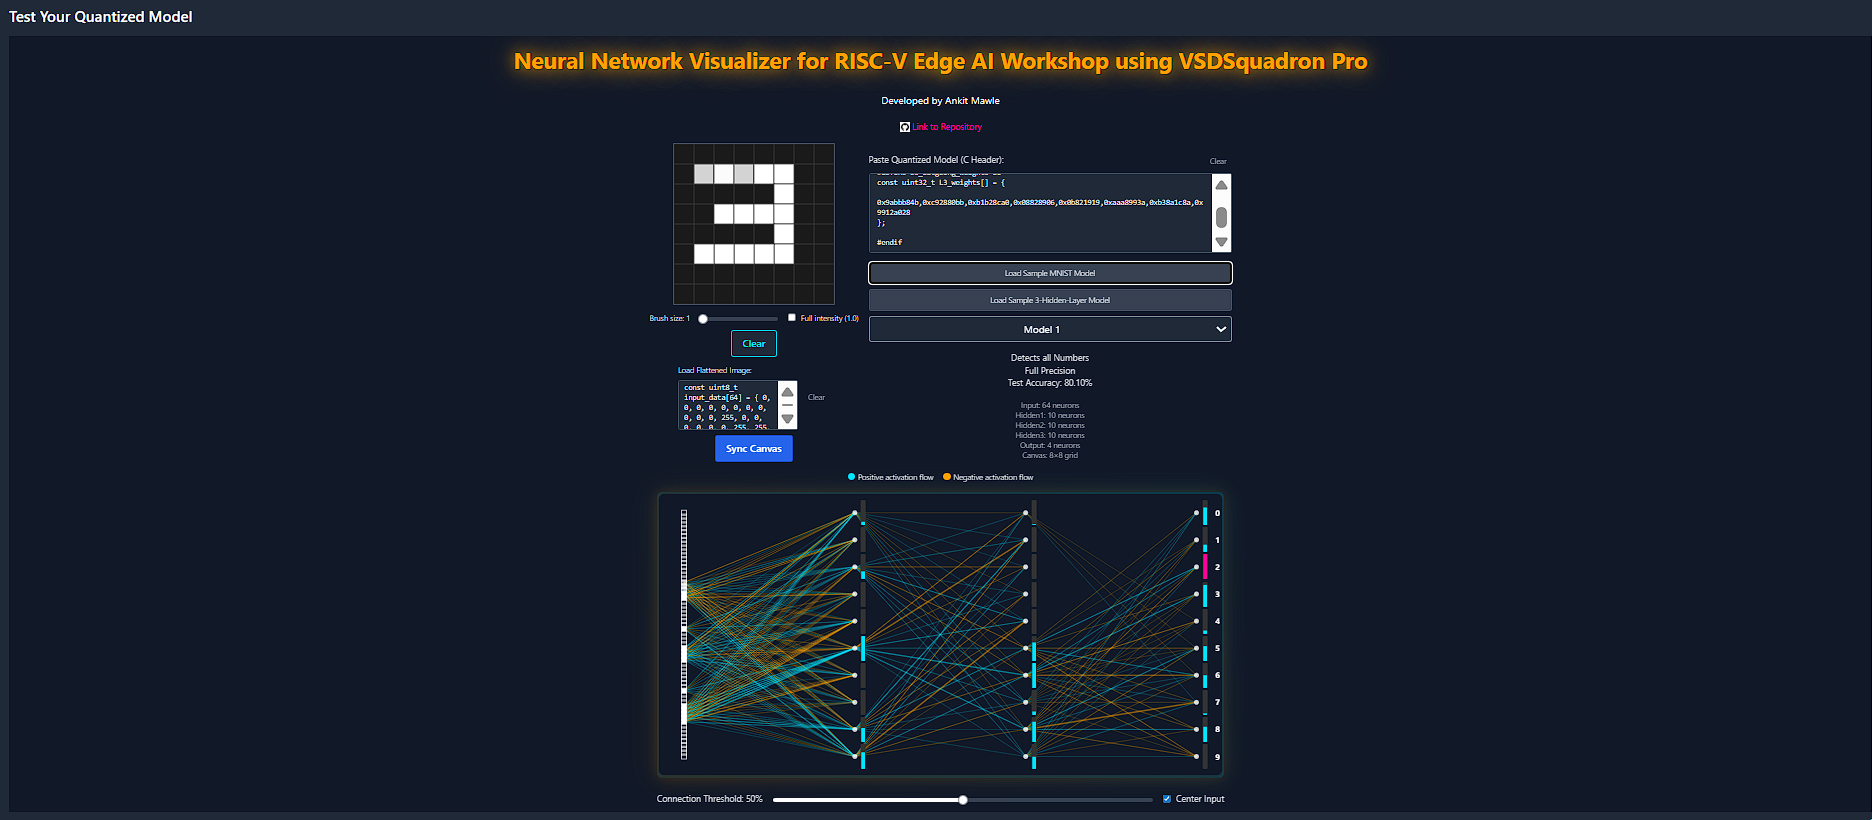 Test Your Quantized Model
Neural Network Visualizer for RISC-V Edge AI Workshop using VSDSquadron Pro
Developed by Ankit Mawle
Link to Repository
Paste Quantized Model (C Header):
Clear
const uint32_t L3_weights[] = {
0x9abbb84b,0xc92880bb,0xb1b28ca0,0x08828906,0x0b821919,0xaaa8993a,0xb38a1c8a,0x
9912a028
};
#endif
Load Sample MNIST Model
Load Sample 3-Hidden-Layer Model
Model 1
Brush size: 1
Full intensity (1.0)
Clear
Load Flattened Image:
const uint8_t
input_data[64] = { 0,
0, 0, 0, 0, 0, 0, 0,
0, 0, 0, 255, 0, 0,
0, 0, 0, 0, 255, 255,
Clear
Sync Canvas
Detects all Numbers
Full Precision
Test Accuracy: 80.10%
Input: 64 neurons
Hidden1: 10 neurons
Hidden2: 10 neurons
Hidden3: 10 neurons
Output: 4 neurons
Canvas: 8×8 grid
Positive activation flow
Negative activation flow
0
1
2
3
4
5
6
7
8
9
Connection Threshold: 50%
Center Input